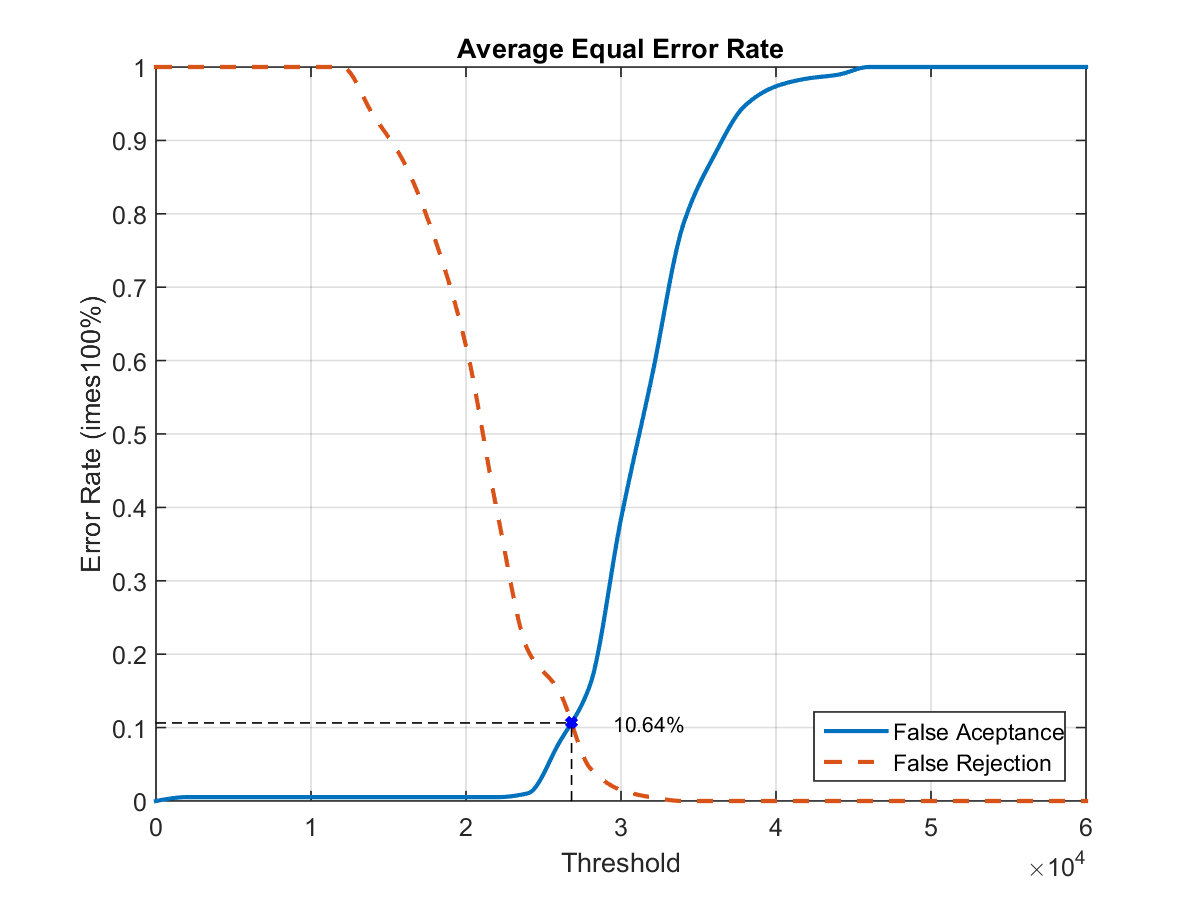 Average Equal Error Rate
1
0.9
0.8
0.7
0.6
0.5
0.4
0.3
0.2
0.1
0
Error Rate (imes100%)
10.64%
False Aceptance
False Rejection
0 1 2 3 4 5 6
Threshold
×10⁴